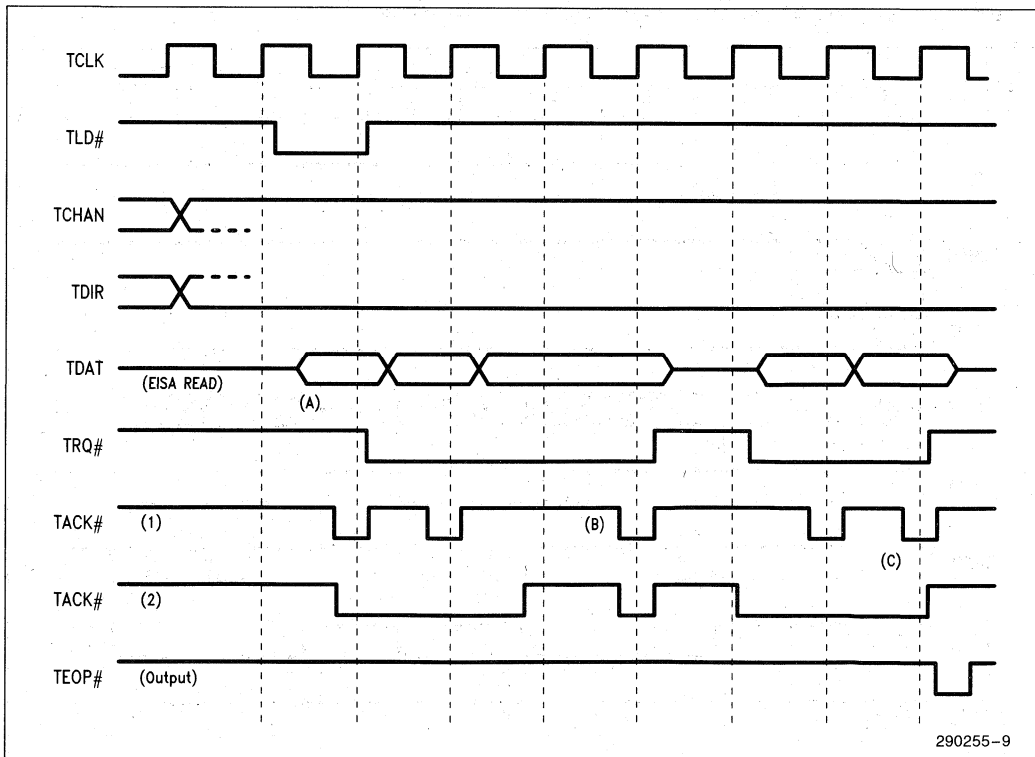 TCLK
TLD#
TCHAN
TDIR
TDAT
(EISA READ)
(A)
TRQ#
TACK#
(1)
(B)
(C)
TACK#
(2)
TEOP#
(Output)
290255-9